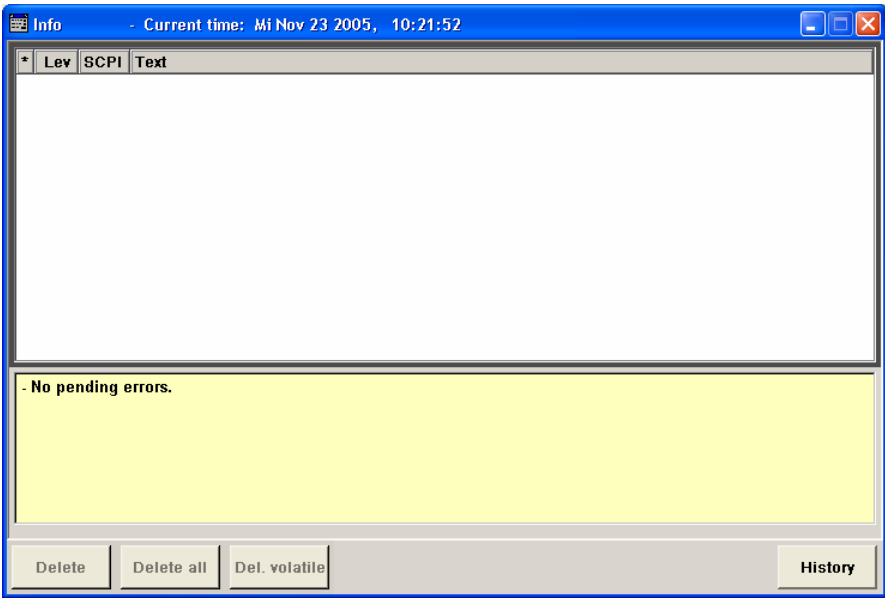 Info - Current time: Mi Nov 23 2005, 10:21:52
* Lev SCPI Text
- No pending errors.
Delete Delete all Del. volatile History